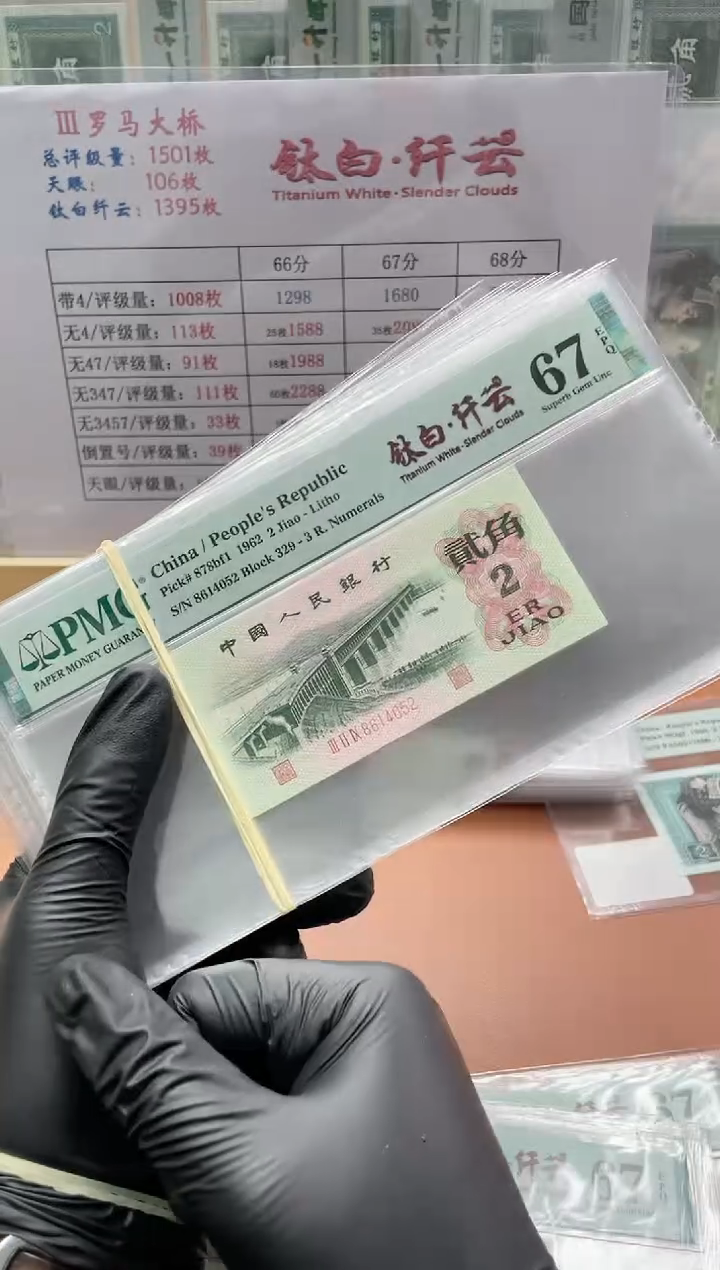 Ⅲ罗马大桥
总评级量：1501枚
天眼： 106枚
钛白纤云：1395枚
钛白·纤云
Titanium White·Slender Clouds
66分 67分 68分
带4/评级量：1008枚 1298 1680
无4/评级量：113枚 25枚1588
无47/评级量：91枚 18枚1988
无347/评级量：111枚 60枚2288
无3457/评级量：33枚
倒置号/评级量：39枚
天眼/评级量：
PMG
PAPER MONEY GUARAN
China / People's Republic
Pick# 878bf1 1962 2 Jiao - Litho
S/N 8614052 Block 329 - 3 R. Numerals
钛白·纤云
Titanium White·Slender Clouds
67 EPQ
Superb Gem Unc
中國人民銀行
貳角
2
ER
JIAO
ⅢⅡⅨ8614052
纤云 67